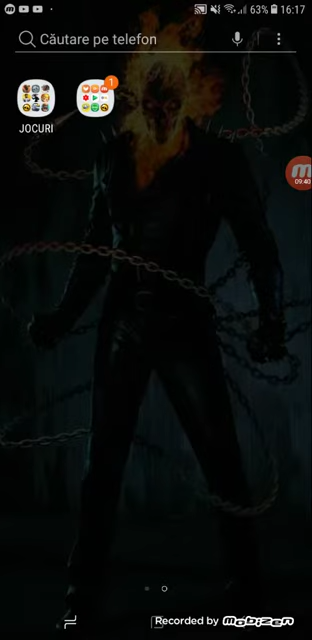 63% 16:17
Căutare pe telefon
1
JOCURI
09:40
Recorded by mobizen